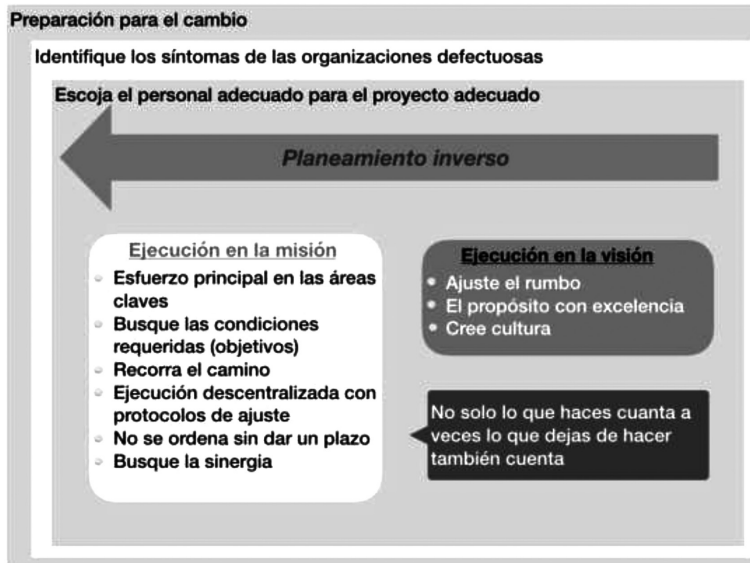 Preparación para el cambio
Identifique los síntomas de las organizaciones defectuosas
Escoja el personal adecuado para el proyecto adecuado
Planeamiento inverso
Ejecución en la misión
Esfuerzo principal en las áreas
claves
Busque las condiciones
requeridas (objetivos)
Recorra el camino
Ejecución descentralizada con
protocolos de ajuste
No se ordena sin dar un plazo
Busque la sinergia
Ejecución en la visión
Ajuste el rumbo
El propósito con excelencia
Cree cultura
No solo lo que haces cuanta a
veces lo que dejas de hacer
también cuenta